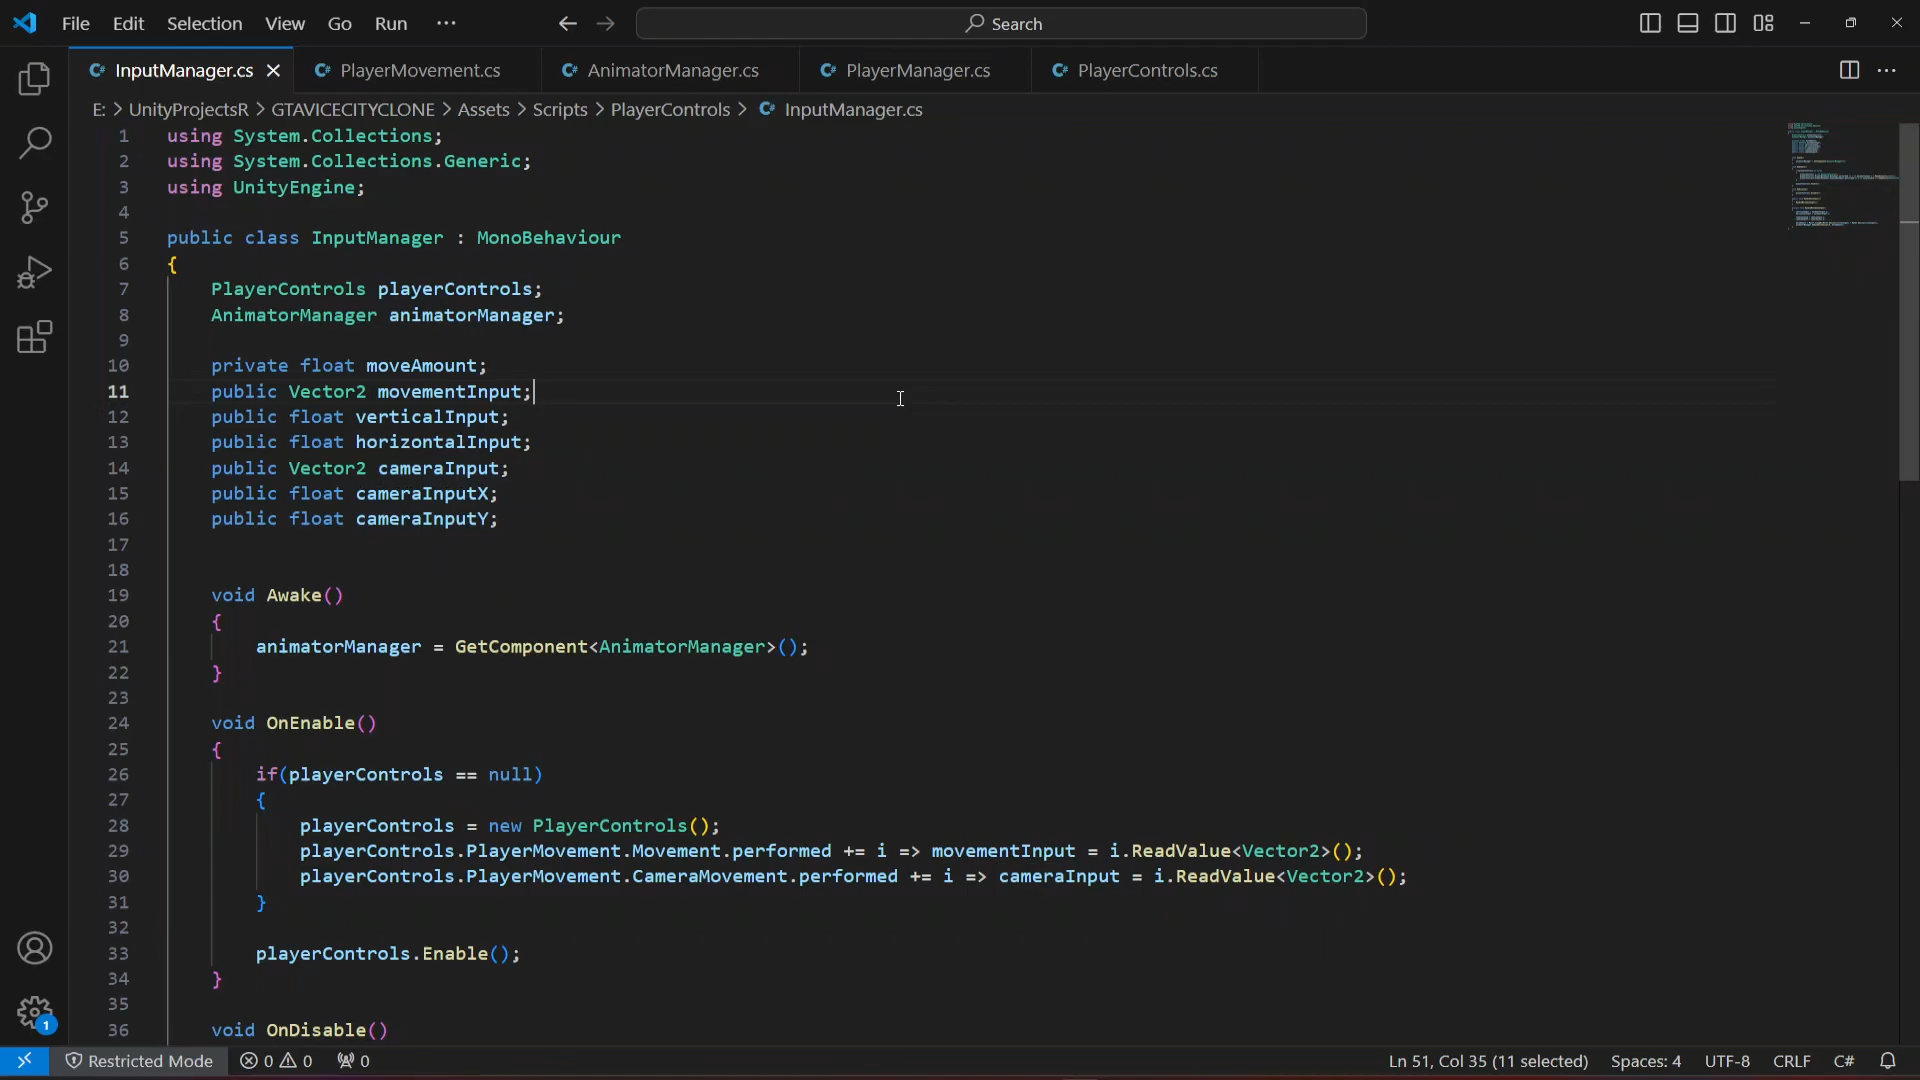 File Edit Selection View Go Run ...
Search
InputManager.cs
PlayerMovement.cs
AnimatorManager.cs
PlayerManager.cs
PlayerControls.cs
E: > UnityProjectsR > GTAVICECITYCLONE > Assets > Scripts > PlayerControls > InputManager.cs
1 using System.Collections;
2 using System.Collections.Generic;
3 using UnityEngine;
4
5 public class InputManager : MonoBehaviour
6 {
7 PlayerControls playerControls;
8 AnimatorManager animatorManager;
9
10 private float moveAmount;
11 public Vector2 movementInput;
12 public float verticalInput;
13 public float horizontalInput;
14 public Vector2 cameraInput;
15 public float cameraInputX;
16 public float cameraInputY;
17
18
19 void Awake()
20 {
21 animatorManager = GetComponent<AnimatorManager>();
22 }
23
24 void OnEnable()
25 {
26 if(playerControls == null)
27 {
28 playerControls = new PlayerControls();
29 playerControls.PlayerMovement.Movement.performed += i => movementInput = i.ReadValue<Vector2>();
30 playerControls.PlayerMovement.CameraMovement.performed += i => cameraInput = i.ReadValue<Vector2>();
31 }
32
33 playerControls.Enable();
34 }
35
36 void OnDisable()
1
Restricted Mode 0 0 0 Ln 51, Col 35 (11 selected) Spaces: 4 UTF-8 CRLF C#